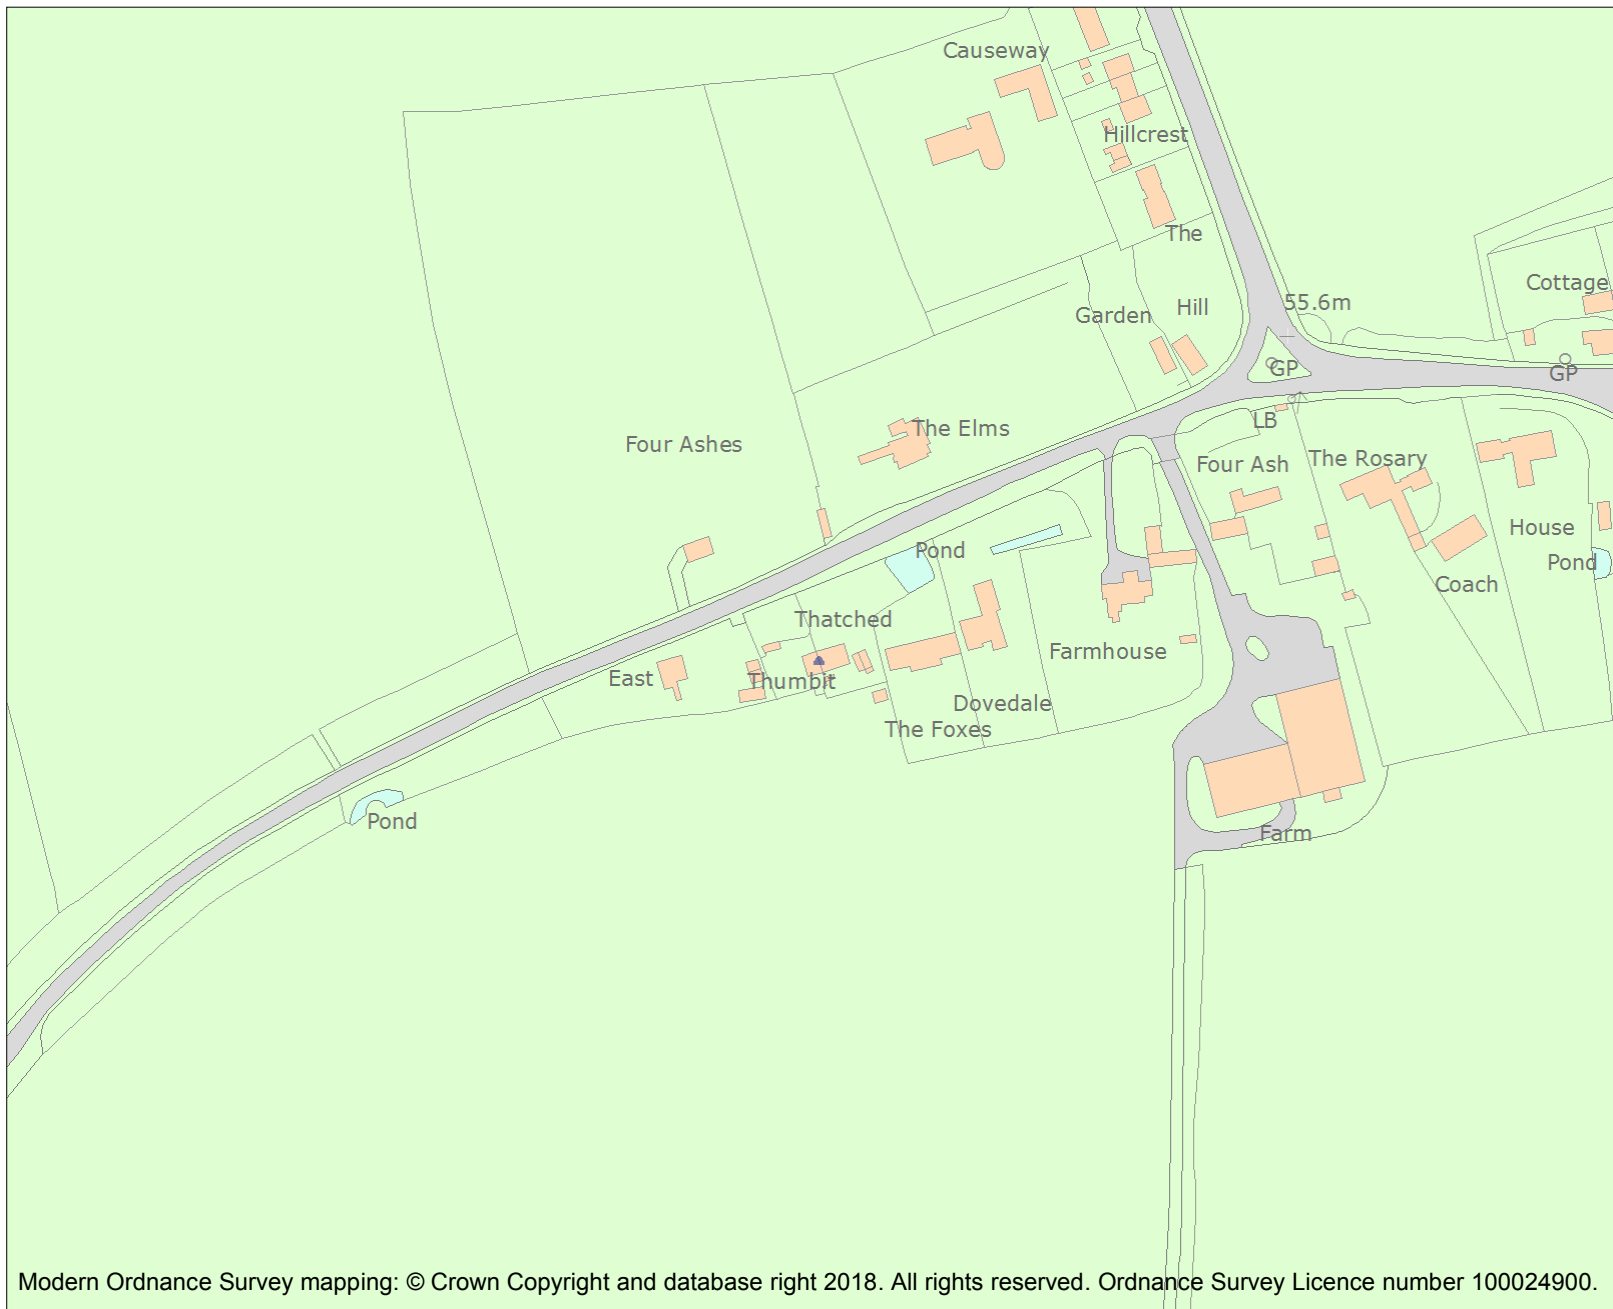 Causeway
Hillcrest
The
Cottage
55.6m
Hill
Garden
GP
GP
LB
The Elms
Four Ashes
The Rosary
Four Ash
House
Pond
Pond
Coach
Thatched
Farmhouse
East
Thumbit
Dovedale
The Foxes
Pond
Farm
Modern Ordnance Survey mapping: © Crown Copyright and database right 2018. All rights reserved. Ordnance Survey Licence number 100024900.